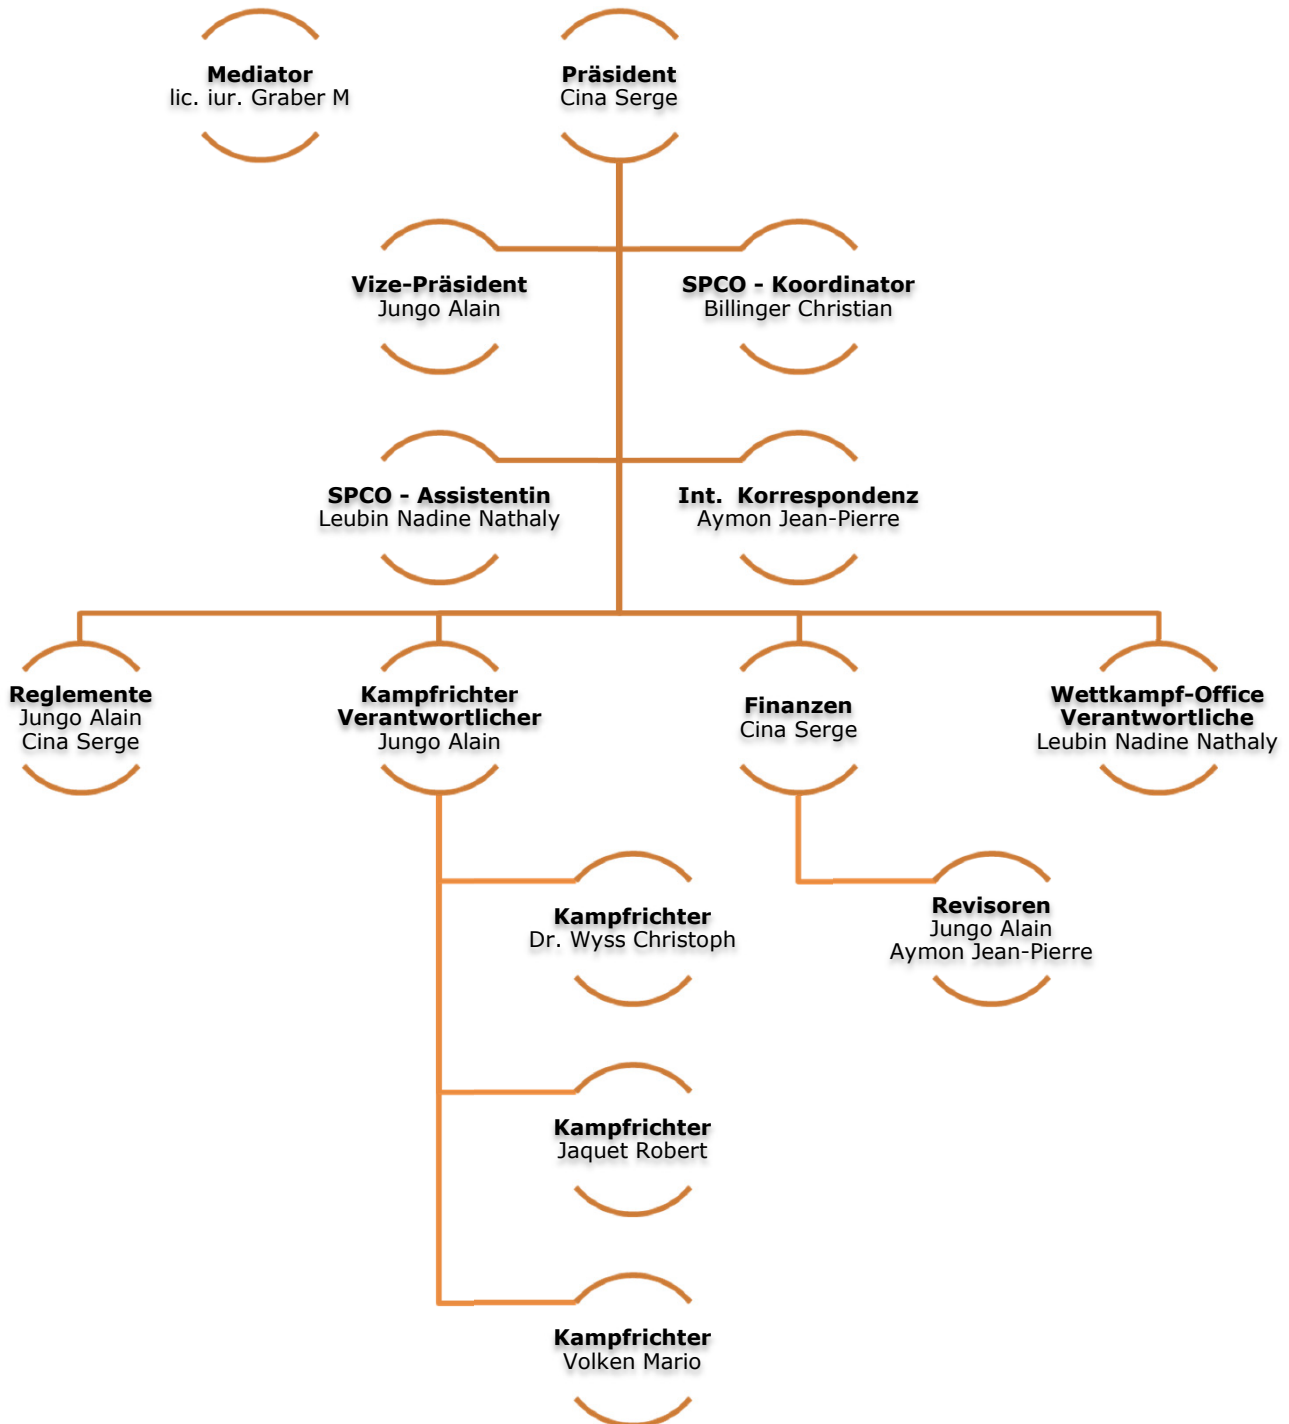 Mediator
lic. iur. Graber M
Präsident
Cina Serge
Vize-Präsident
Jungo Alain
SPCO - Koordinator
Billinger Christian
SPCO - Assistentin
Leubin Nadine Nathaly
Int. Korrespondenz
Aymon Jean-Pierre
Reglemente
Jungo Alain
Cina Serge
Kampfrichter
Verantwortlicher
Jungo Alain
Finanzen
Cina Serge
Wettkampf-Office
Verantwortliche
Leubin Nadine Nathaly
Kampfrichter
Dr. Wyss Christoph
Revisoren
Jungo Alain
Aymon Jean-Pierre
Kampfrichter
Jaquet Robert
Kampfrichter
Volken Mario